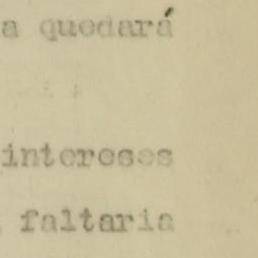 a quedará
intereses
faltaria